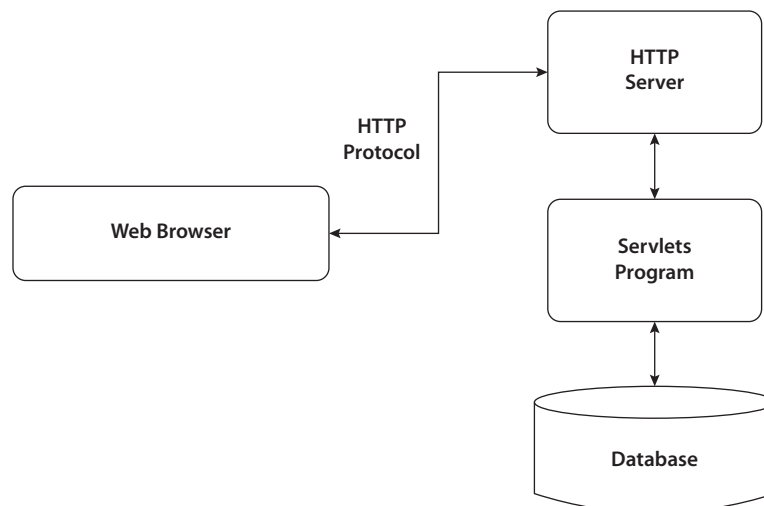 HTTP
Server
HTTP
Protocol
Web Browser
Servlets
Program
Database